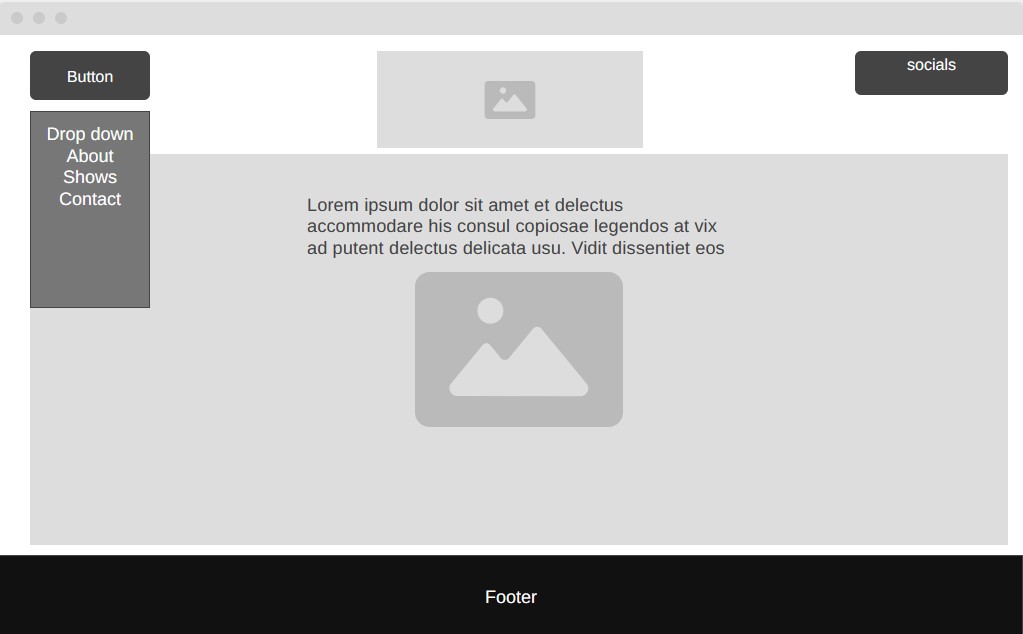 Button
socials
Drop down
About
Shows
Contact
Lorem ipsum dolor sit amet et delectus
accommodare his consul copiosae legendos at vix
ad putent delectus delicata usu. Vidit dissentiet eos
Footer